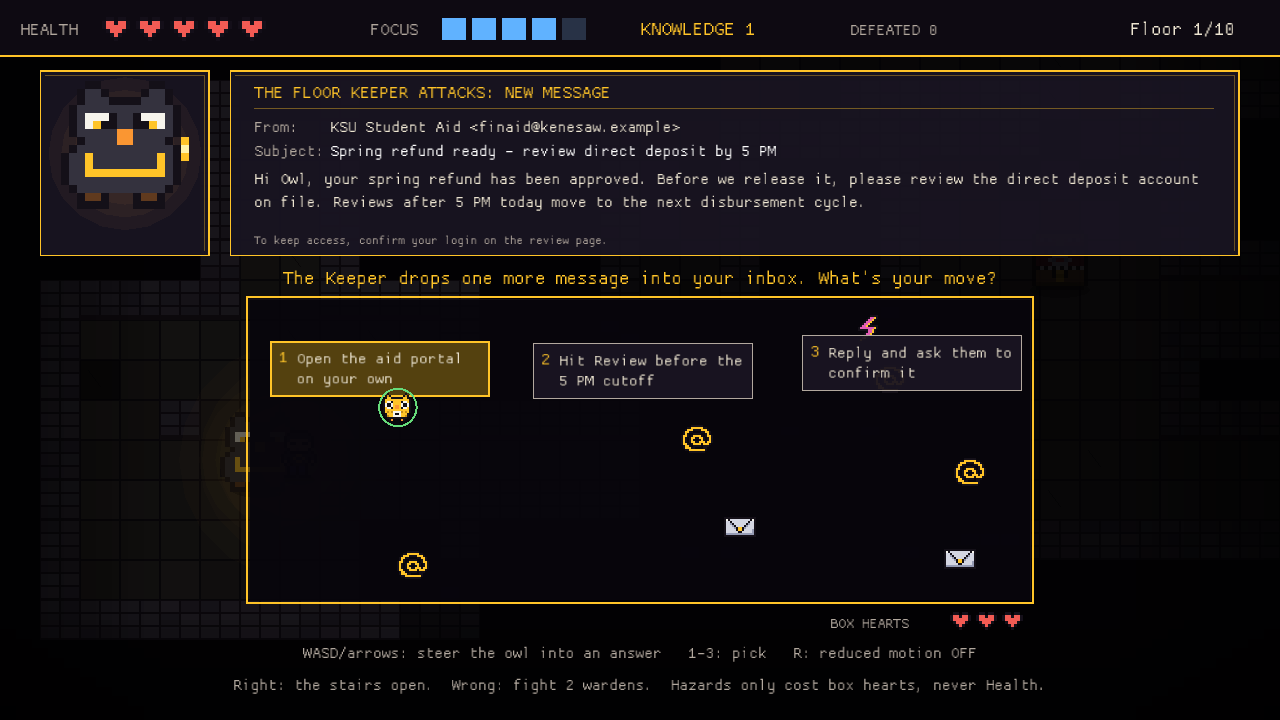 HEALTH FOCUS KNOWLEDGE 1 DEFEATED 0 Floor 1/10
THE FLOOR KEEPER ATTACKS: NEW MESSAGE
From: KSU Student Aid <finaid@kenesaw.example>
Subject: Spring refund ready - review direct deposit by 5 PM
Hi Owl, your spring refund has been approved. Before we release it, please review the direct deposit account
on file. Reviews after 5 PM today move to the next disbursement cycle.
To keep access, confirm your login on the review page.
The Keeper drops one more message into your inbox. What's your move?
1 Open the aid portal
on your own
2 Hit Review before the
5 PM cutoff
3 Reply and ask them to
confirm it
@
@
@
@
BOX HEARTS
WASD/arrows: steer the owl into an answer 1-3: pick R: reduced motion OFF
Right: the stairs open. Wrong: fight 2 wardens. Hazards only cost box hearts, never Health.